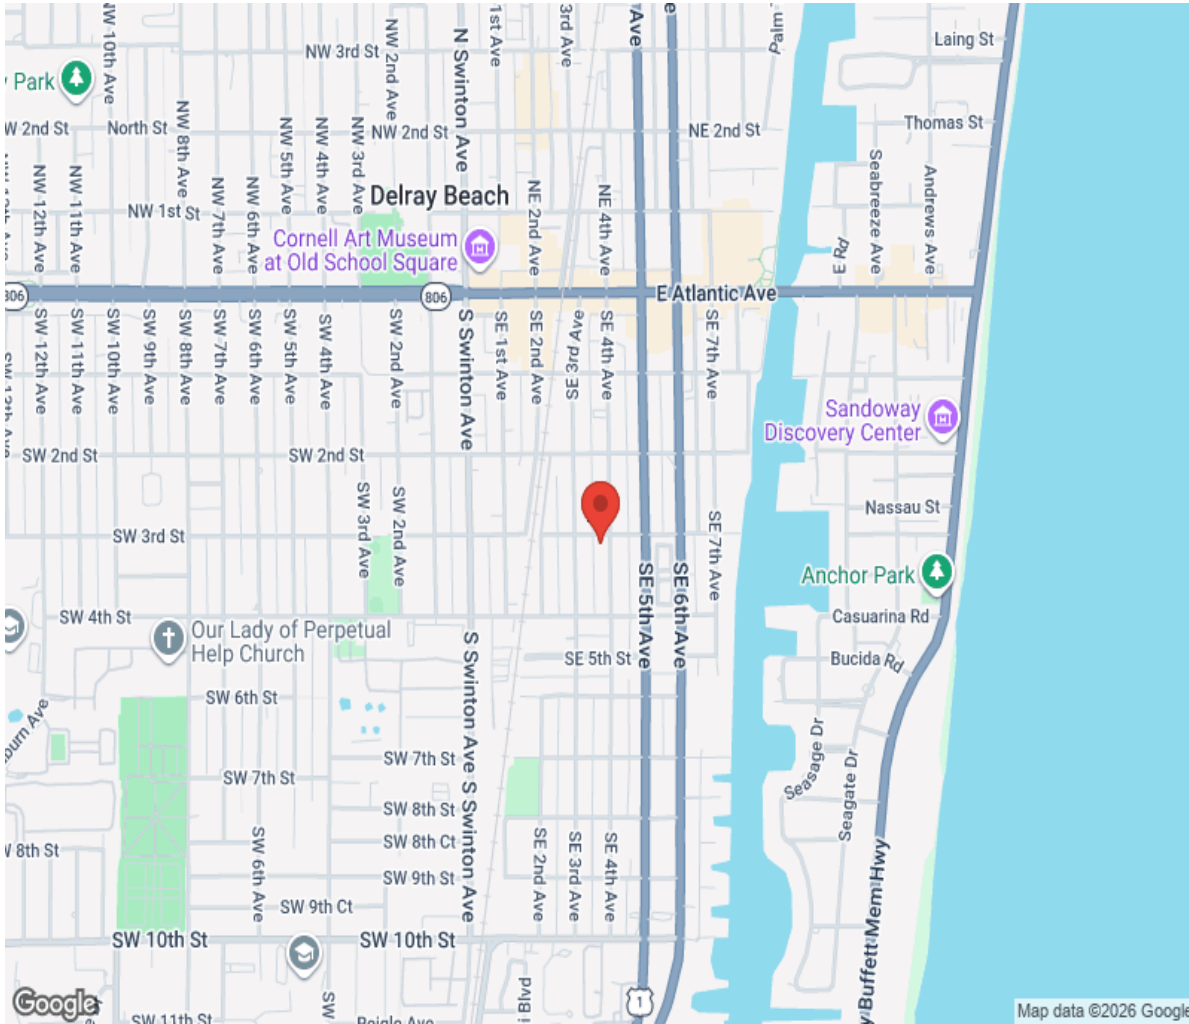 NW 10th Ave
NW 3rd St
NW 2nd Ave
N Swinton Ave
1st Ave
3rd Ave
Ave
e
Palm
Laing St
y Park
W 2nd St
North St
NW 8th Ave
NW 5th Ave
NW 4th Ave
NW 3rd Ave
NW 2nd St
NE 2nd St
Thomas St
NW 12th Ave
NW 11th Ave
NW 7th Ave
NW 6th Ave
NW 1st St
Delray Beach
NE 2nd Ave
NE 4th Ave
Seabreeze Ave
Andrews Ave
E Rd
Cornell Art Museum
at Old School Square
806
806
E Atlantic Ave
SW 12th Ave
SW 11th Ave
SW 10th Ave
SW 9th Ave
SW 8th Ave
SW 7th Ave
SW 6th Ave
SW 5th Ave
SW 4th Ave
SW 2nd Ave
S Swinton Ave
SE 1st Ave
SE 2nd Ave
SE 3rd Ave
SE 4th Ave
SE 7th Ave
Sandoway
Discovery Center
SW 2nd St
SW 2nd St
SW 3rd Ave
SW 2nd Ave
SE 7th Ave
Nassau St
SW 3rd St
SE 5th Ave
SE 6th Ave
Anchor Park
SW 4th St
Casuarina Rd
Our Lady of Perpetual
Help Church
S Swinton Ave
SE 5th St
Bucida Rd
SW 6th St
burn Ave
SW 7th St
SW 7th St
Seasage Dr
Seagate Dr
SW 8th St
SW 8th Ct
V 8th St
SW 6th Ave
S Swinton Ave
SE 2nd Ave
SE 3rd Ave
SE 4th Ave
SW 9th St
SW 9th Ct
SW 10th St
SW 10th St
y Buffett Mem Hwy
SW
Blvd
1
Google
SW 11th St
Reigle Ave
Map data ©2026 Google